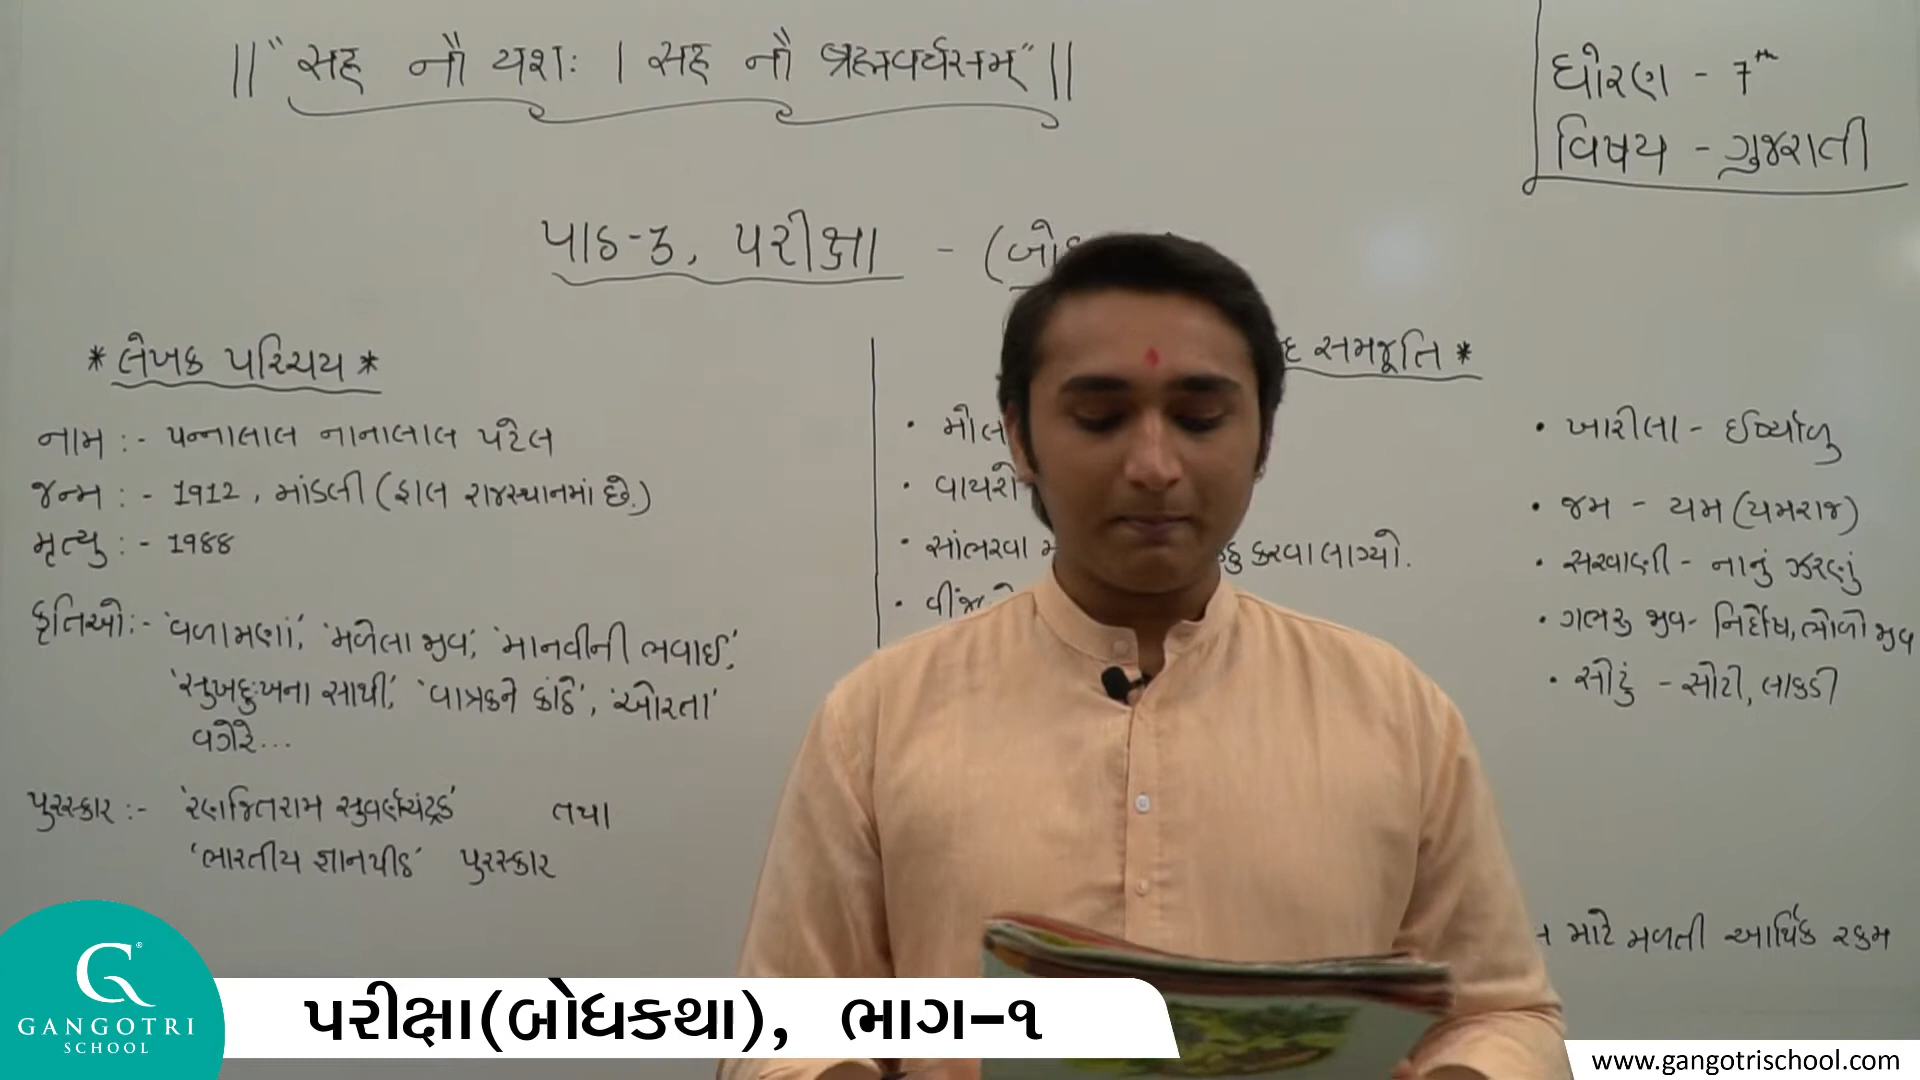 ||"સહ નૌ યશઃ | સહ નૌ બ્રહ્મવર્ચસમ્"||
ધોરણ - 7th
વિષય - ગુજરાતી
પાઠ-૩, પરીક્ષા - (
* લેખક પરિચય *
સમજૂતિ *
નામ :- પન્નાલાલ નાનાલાલ પટેલ
જન્મ :- 1912, માંડલી (હાલ રાજસ્થાનમાં છે.)
મૃત્યુ :- 1988
કૃતિઓ:- 'વળામણાં', 'મળેલા જીવ', 'માનવીની ભવાઈ',
'સુખદુઃખના સાથી', 'વાત્રકને કાંઠે', 'ઓરતા'
વગેરે...
પુરસ્કાર :- 'રણજિતરામ સુવર્ણચંદ્રક' તથા
'ભારતીય જ્ઞાનપીઠ' પુરસ્કાર
• મોલ
• વાયરો
• સાંભરવા કરવા લાગ્યો.
•
• ખારીલા - ઈર્ષ્યાળુ
• જમ - યમ (યમરાજ)
• સરવાણી - નાનું ઝરણું
• ગભરુ જીવ- નિર્દોષ, ભોળો જીવ
• સોટું - સોટી, લાકડી
માટે મળતી આર્થિક રકમ
GANGOTRI
SCHOOL
પરીક્ષા(બોધકથા), ભાગ-૧
www.gangotrischool.com